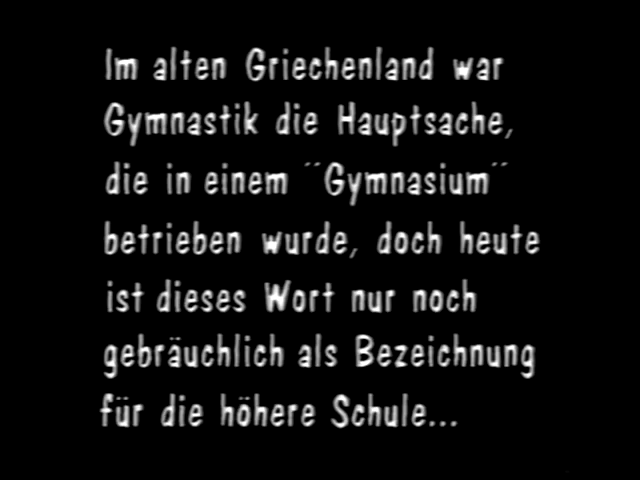 Im alten Griechenland war
Gymnastik die Hauptsache,
die in einem "Gymnasium"
betrieben wurde, doch heute
ist dieses Wort nur noch
gebräuchlich als Bezeichnung
für die höhere Schule...